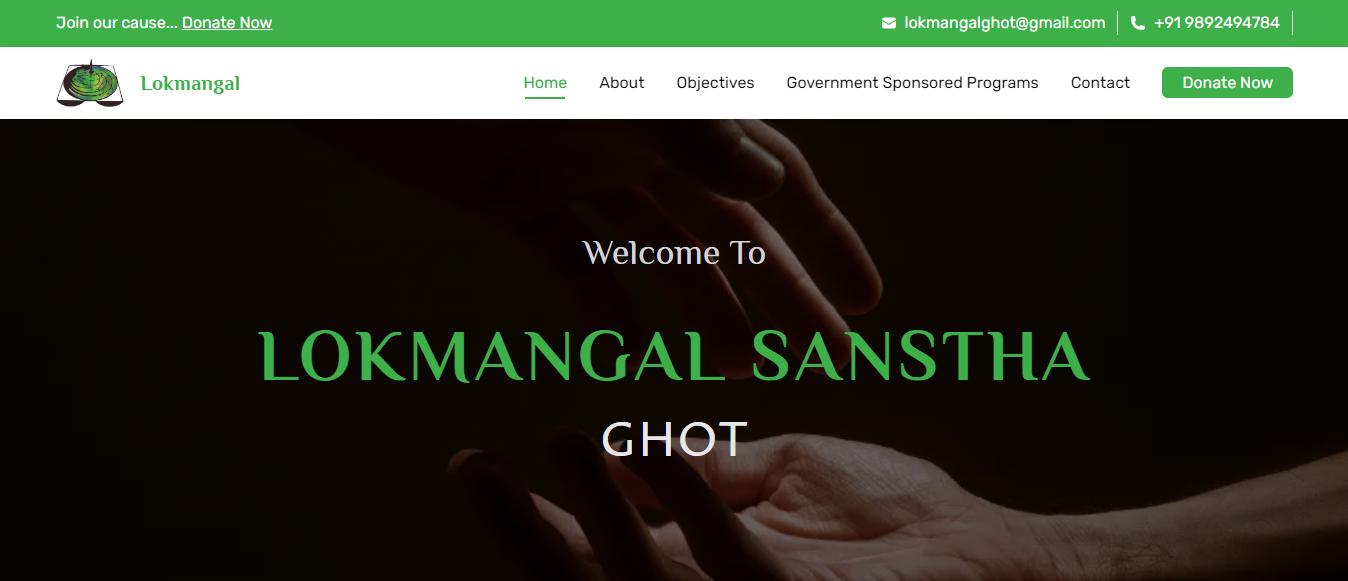 Join our cause... Donate Now
lokmangalghot@gmail.com
+91 9892494784
Lokmangal
Home
About
Objectives
Government Sponsored Programs
Contact
Donate Now
Welcome To
LOKMANGAL SANSTHA
GHOT